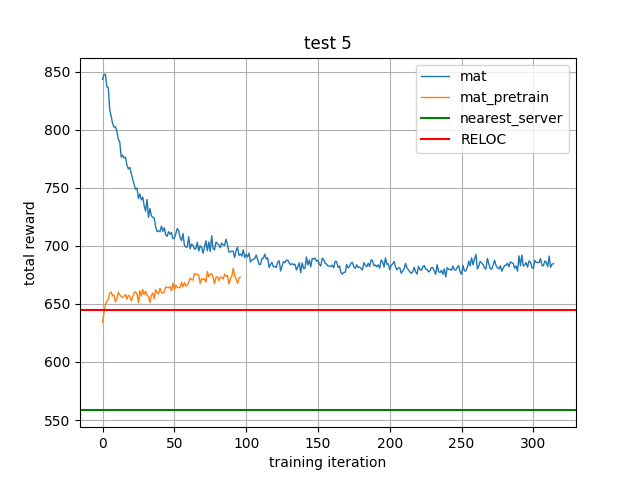 test 5
total reward
850
800
750
700
650
600
550
mat
mat_pretrain
nearest_server
RELOC
0 50 100 150 200 250 300
training iteration